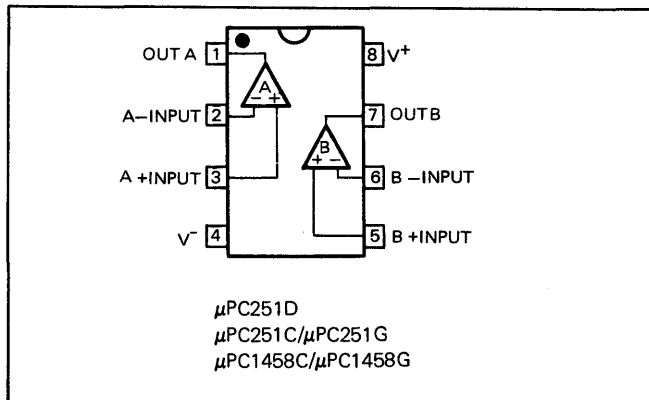 OUT A 1 8 V+
A
− +
A−INPUT 2 7 OUT B
B
+ −
A +INPUT 3 6 B −INPUT
V− 4 5 B +INPUT
μPC251D
μPC251C/μPC251G
μPC1458C/μPC1458G